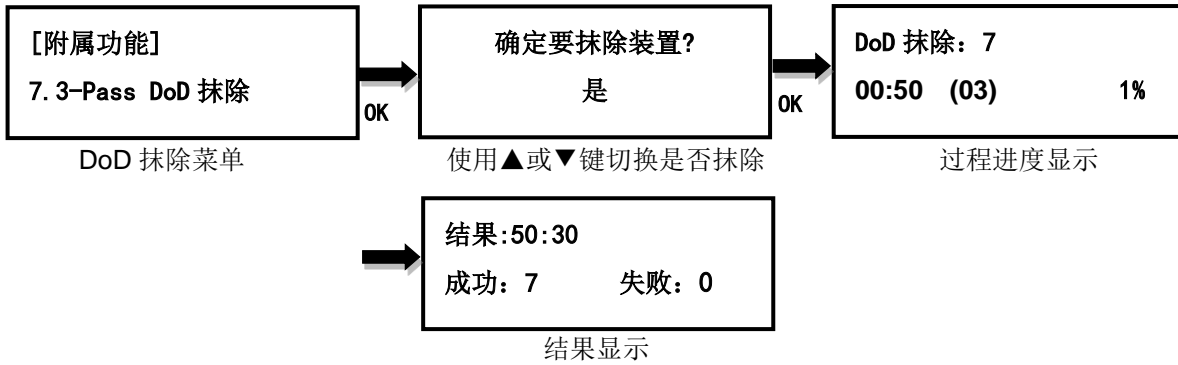 [附属功能]
7.3-Pass DoD 抹除
OK
DoD 抹除菜单
确定要抹除装置?
是
OK
使用▲或▼键切换是否抹除
DoD 抹除：7
00:50 (03) 1%
过程进度显示
结果:50:30
成功：7 失败：0
结果显示